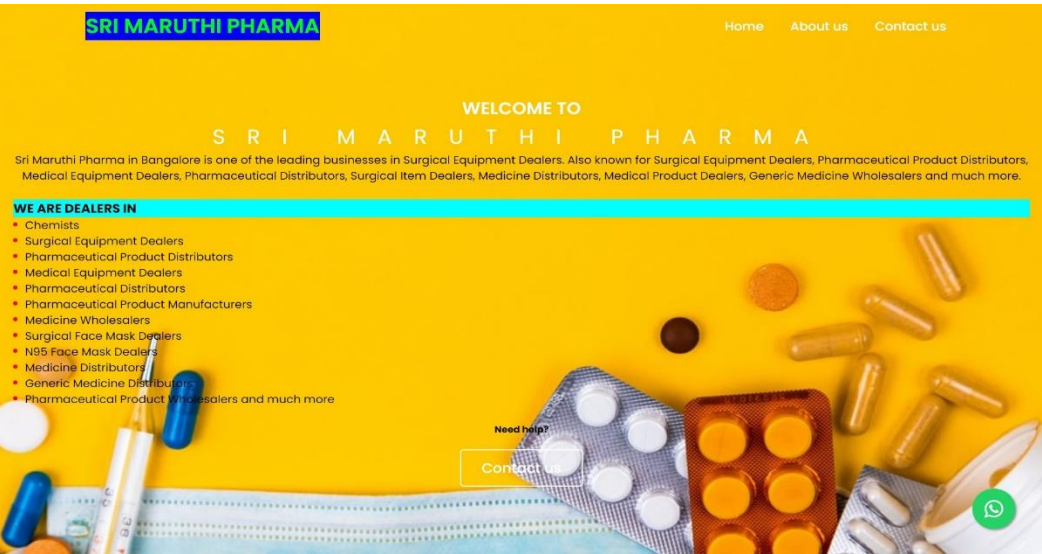 SRI MARUTHI PHARMA
Home About us Contact us
WELCOME TO
SRI MARUTHI PHARMA
Sri Maruthi Pharma in Bangalore is one of the leading businesses in Surgical Equipment Dealers. Also known for Surgical Equipment Dealers, Pharmaceutical Product Distributors,
Medical Equipment Dealers, Pharmaceutical Distributors, Surgical Item Dealers, Medicine Distributors, Medical Product Dealers, Generic Medicine Wholesalers and much more.
WE ARE DEALERS IN
• Chemists
• Surgical Equipment Dealers
• Pharmaceutical Product Distributors
• Medical Equipment Dealers
• Pharmaceutical Distributors
• Pharmaceutical Product Manufacturers
• Medicine Wholesalers
• Surgical Face Mask Dealers
• N95 Face Mask Dealers
• Medicine Distributors
• Generic Medicine Distributors
• Pharmaceutical Product Wholesalers and much more
Need help?
Contact us